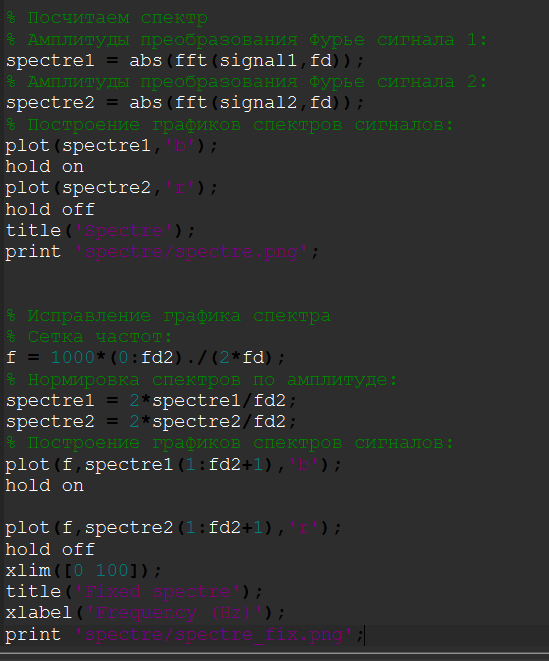 % Посчитаем спектр
% Амплитуды преобразования Фурье сигнала 1:
spectre1 = abs(fft(signal1,fd));
% Амплитуды преобразования Фурье сигнала 2:
spectre2 = abs(fft(signal2,fd));
% Построение графиков спектров сигналов:
plot(spectre1,'b');
hold on
plot(spectre2,'r');
hold off
title('Spectre');
print 'spectre/spectre.png';
% Исправление графика спектра
% Сетка частот:
f = 1000*(0:fd2)./(2*fd);
% Нормировка спектров по амплитуде:
spectre1 = 2*spectre1/fd2;
spectre2 = 2*spectre2/fd2;
% Построение графиков спектров сигналов:
plot(f,spectre1(1:fd2+1),'b');
hold on
plot(f,spectre2(1:fd2+1),'r');
hold off
xlim([0 100]);
title('Fixed spectre');
xlabel('Frequency (Hz)');
print 'spectre/spectre_fix.png';